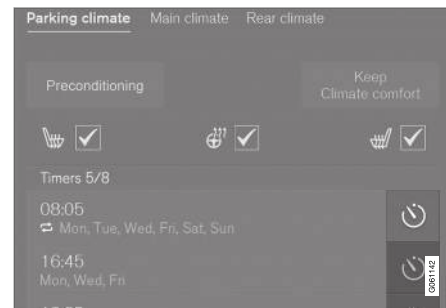 Parking climate Main climate Rear climate
Preconditioning
Keep
Climate comfort
Timers 5/8
08:05
Mon, Tue, Wed, Fri, Sat, Sun
16:45
Mon, Wed, Fri
G061142